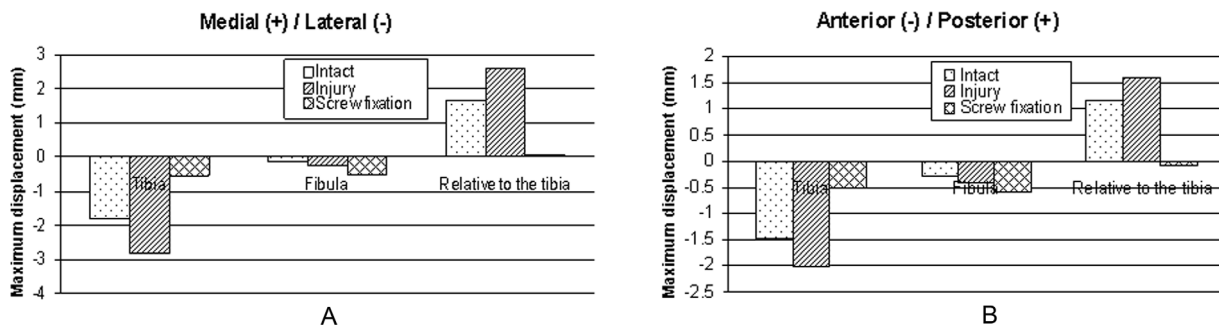 Medial (+) / Lateral (-)
Maximum displacement (mm)
3
2
1
0
-1
-2
-3
-4
Intact
Injury
Screw fixation
Tibia
Fibula
Relative to the tibia
A
Anterior (-) / Posterior (+)
Maximum displacement (mm)
2
1.5
1
0.5
0
-0.5
-1
-1.5
-2
-2.5
Intact
Injury
Screw fixation
Tibia
Fibula
Relative to the tibia
B